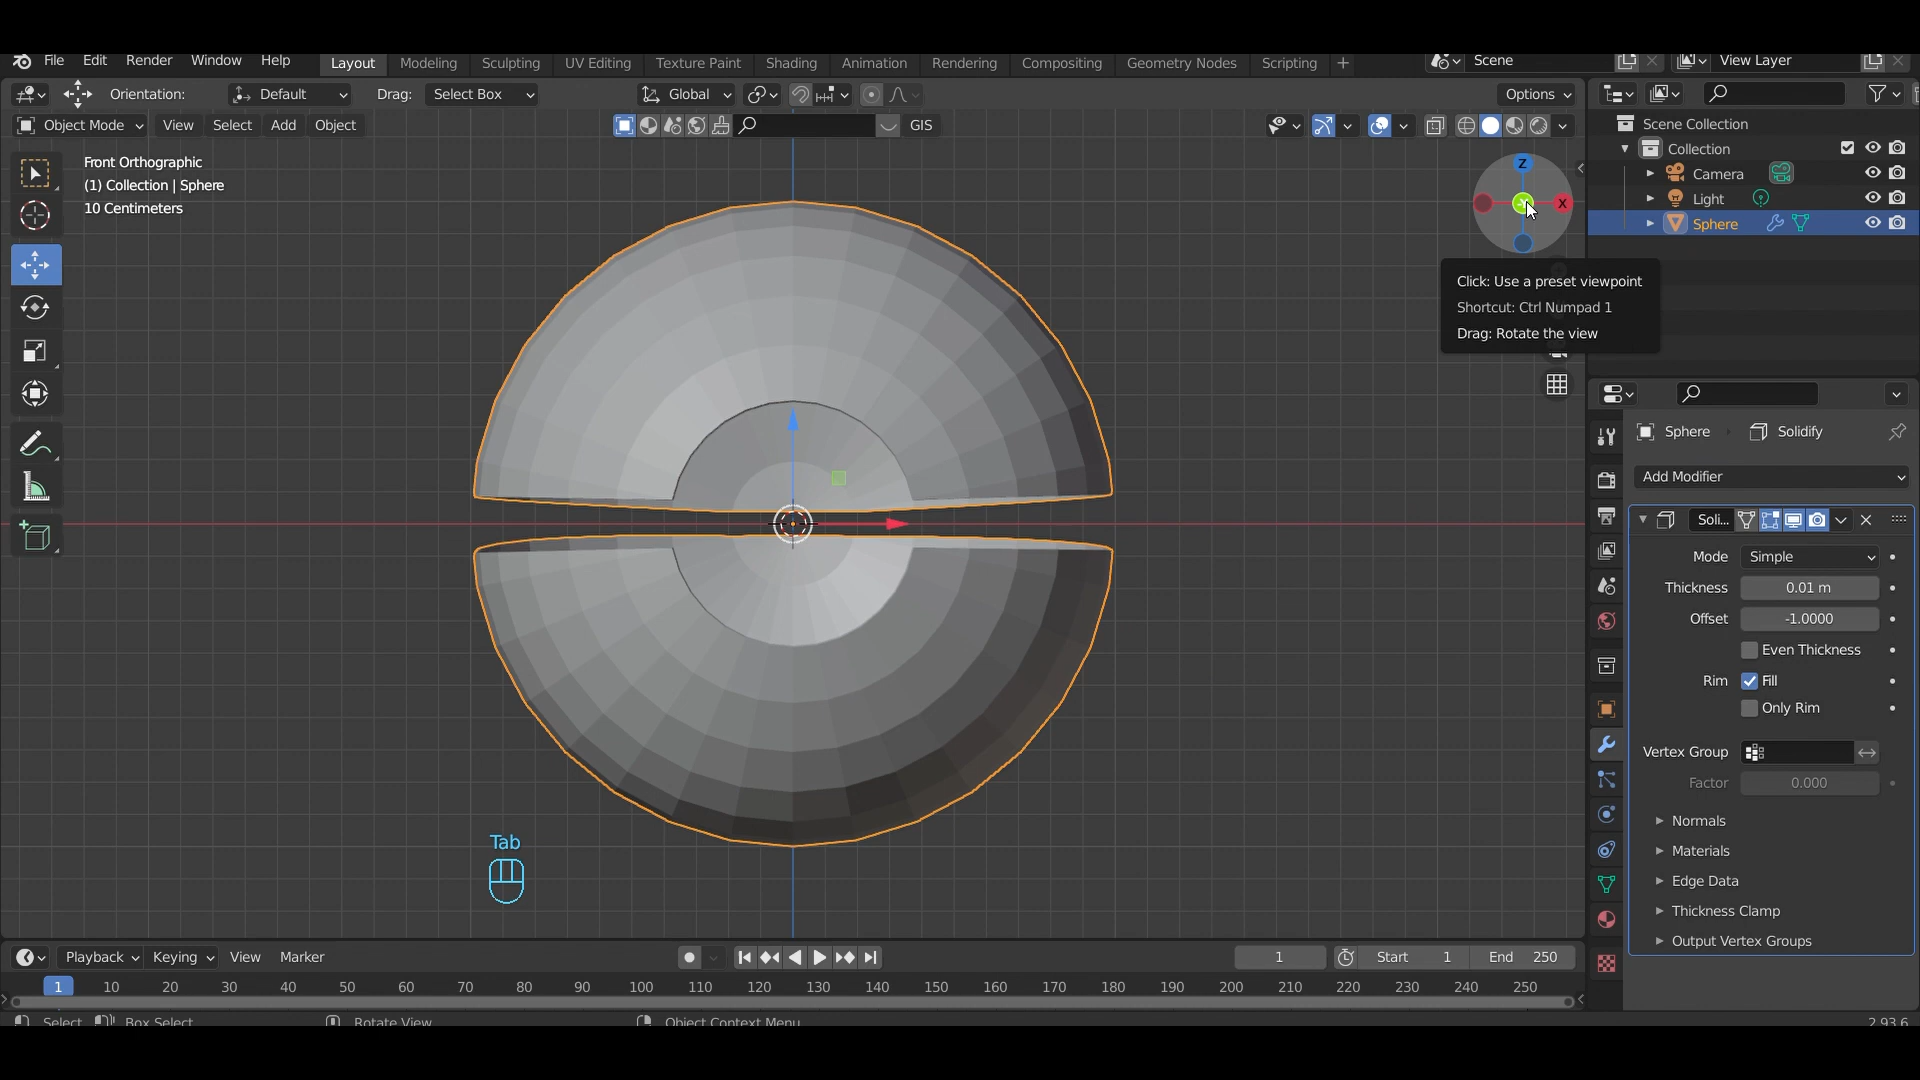 File Edit Render Window Help Layout Modeling Sculpting UV Editing Texture Paint Shading Animation Rendering Compositing Geometry Nodes Scripting + Scene View Layer
Orientation: Default Drag: Select Box Global Options
Object Mode View Select Add Object GIS
Front Orthographic
(1) Collection | Sphere
10 Centimeters
Z
-Y
X
Click: Use a preset viewpoint
Shortcut: Ctrl Numpad 1
Drag: Rotate the view
Tab
Scene Collection
Collection
Camera
Light
Sphere
Sphere Solidify
Add Modifier
Soli...
Mode Simple
Thickness 0.01 m
Offset -1.0000
Even Thickness
Rim Fill
Only Rim
Vertex Group
Factor 0.000
Normals
Materials
Edge Data
Thickness Clamp
Output Vertex Groups
Playback Keying View Marker 1 Start 1 End 250
1 10 20 30 40 50 60 70 80 90 100 110 120 130 140 150 160 170 180 190 200 210 220 230 240 250
Select Box Select Rotate View Object Context Menu 2.93.6